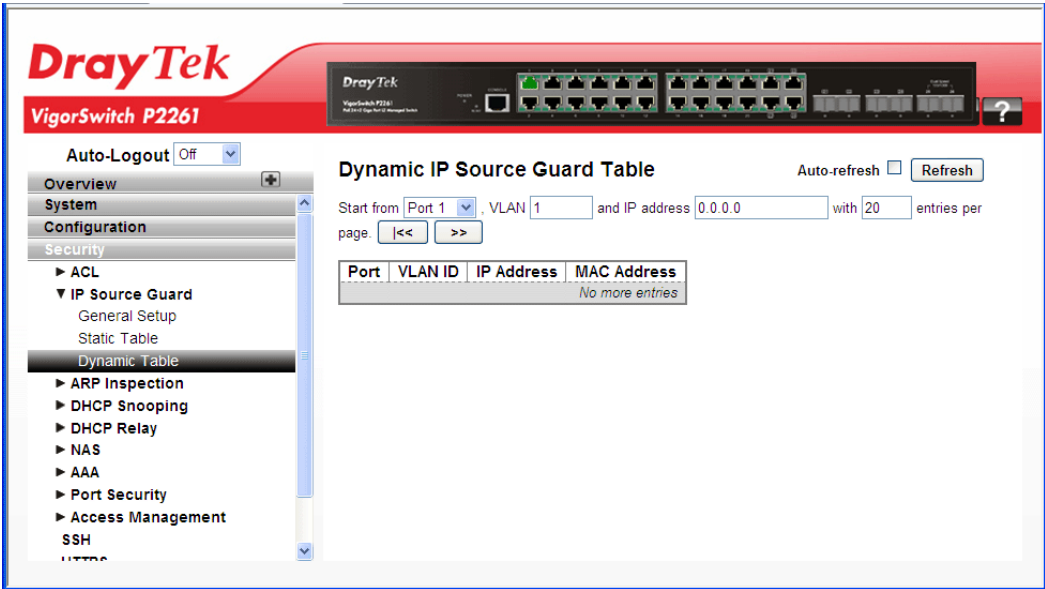 DrayTek
VigorSwitch P2261
DrayTek
VigorSwitch P2261
?
Auto-Logout Off
Overview
System
Configuration
Security
ACL
IP Source Guard
General Setup
Static Table
Dynamic Table
ARP Inspection
DHCP Snooping
DHCP Relay
NAS
AAA
Port Security
Access Management
SSH
HTTPS
Dynamic IP Source Guard Table
Auto-refresh Refresh
Start from Port 1 , VLAN 1 and IP address 0.0.0.0 with 20 entries per
page. |<< >>
Port VLAN ID IP Address MAC Address
No more entries